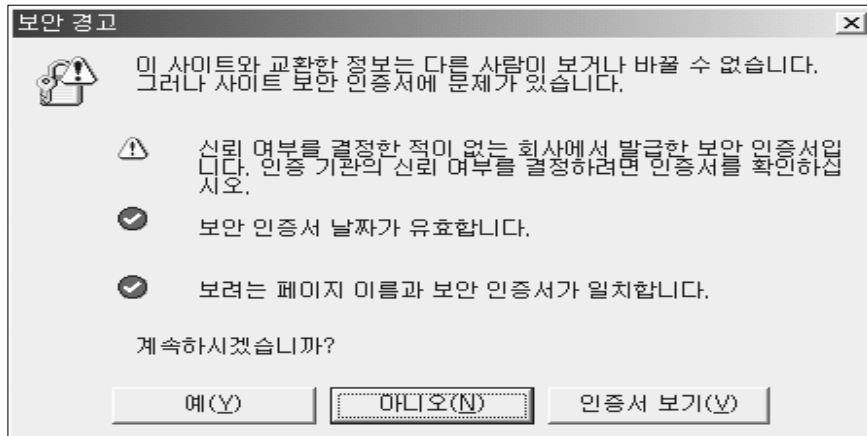 보안 경고
이 사이트와 교환한 정보는 다른 사람이 보거나 바꿀 수 없습니다.
그러나 사이트 보안 인증서에 문제가 있습니다.
신뢰 여부를 결정한 적이 없는 회사에서 발급한 보안 인증서입
니다. 인증 기관의 신뢰 여부를 결정하려면 인증서를 확인하십
시오.
보안 인증서 날짜가 유효합니다.
보려는 페이지 이름과 보안 인증서가 일치합니다.
계속하시겠습니까?
예(Y) 아니오(N) 인증서 보기(V)